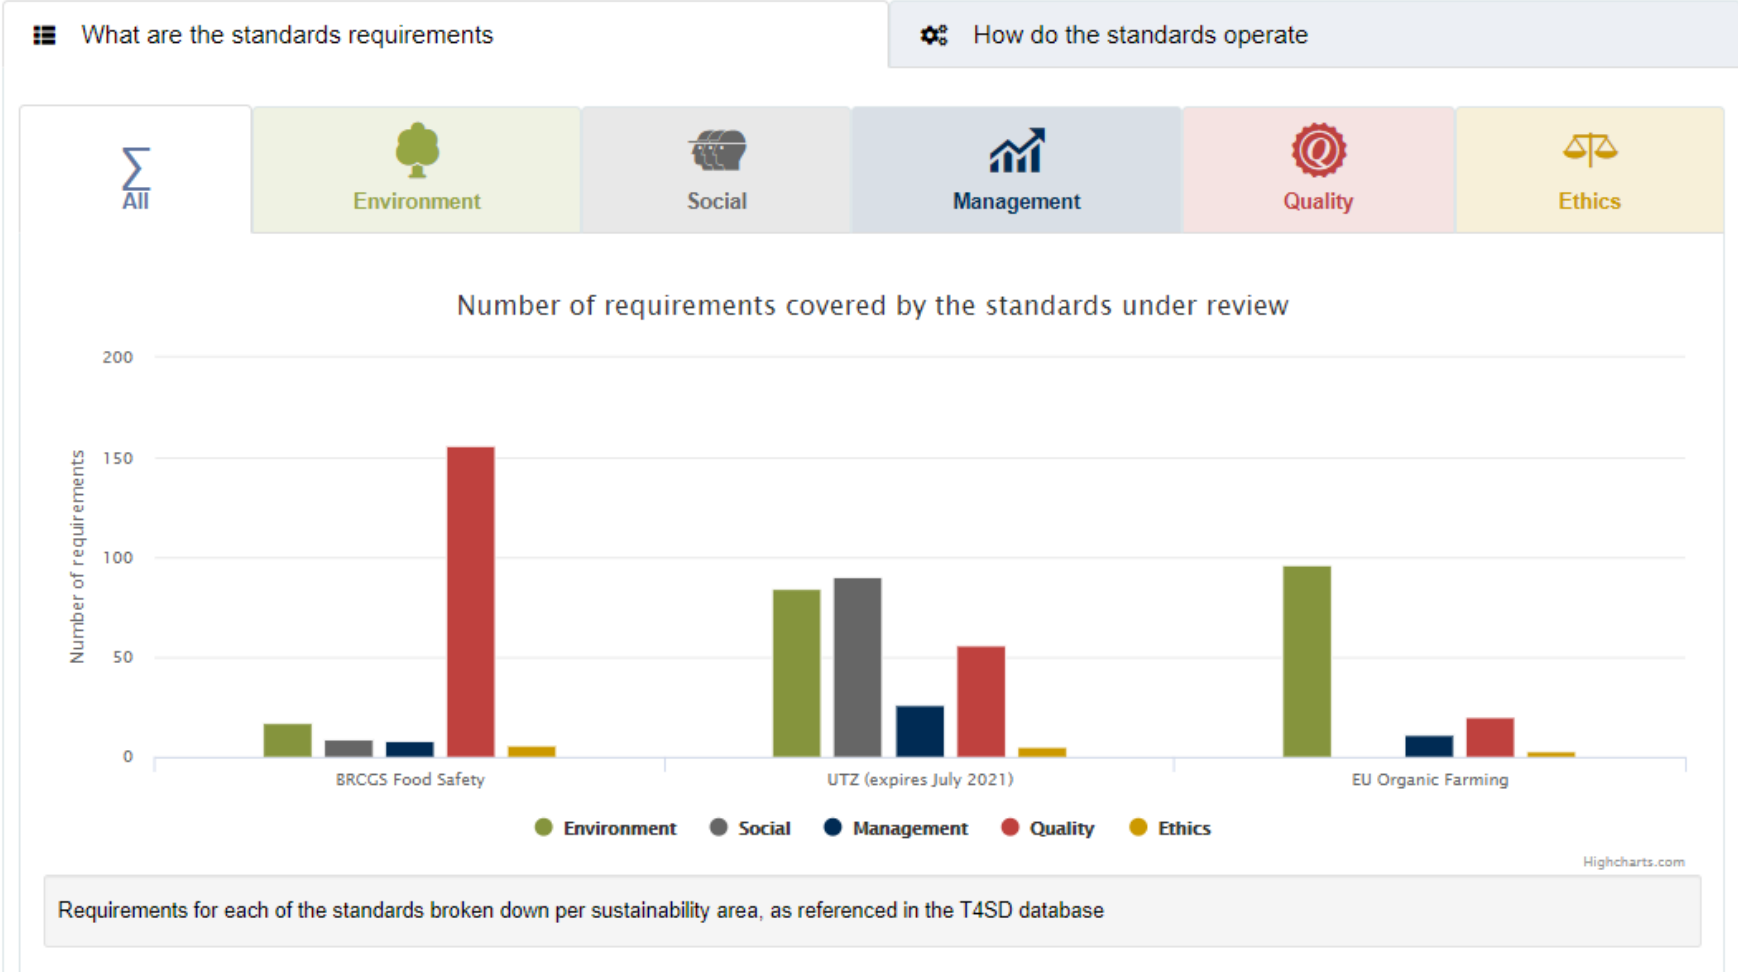 What are the standards requirements
How do the standards operate
∑
All
Environment
Social
Management
Q
Quality
Ethics
Number of requirements covered by the standards under review
Number of requirements
200
150
100
50
0
BRCGS Food Safety
UTZ (expires July 2021)
EU Organic Farming
Environment
Social
Management
Quality
Ethics
Highcharts.com
Requirements for each of the standards broken down per sustainability area, as referenced in the T4SD database